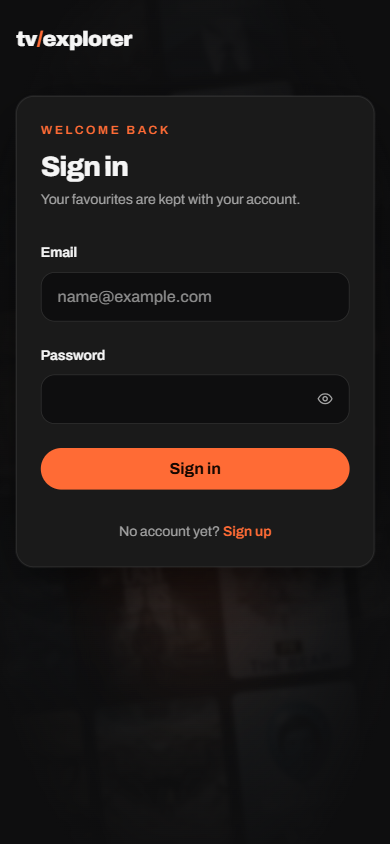 tv/explorer
WELCOME BACK
Sign in
Your favourites are kept with your account.
Email
name@example.com
Password
Sign in
No account yet? Sign up